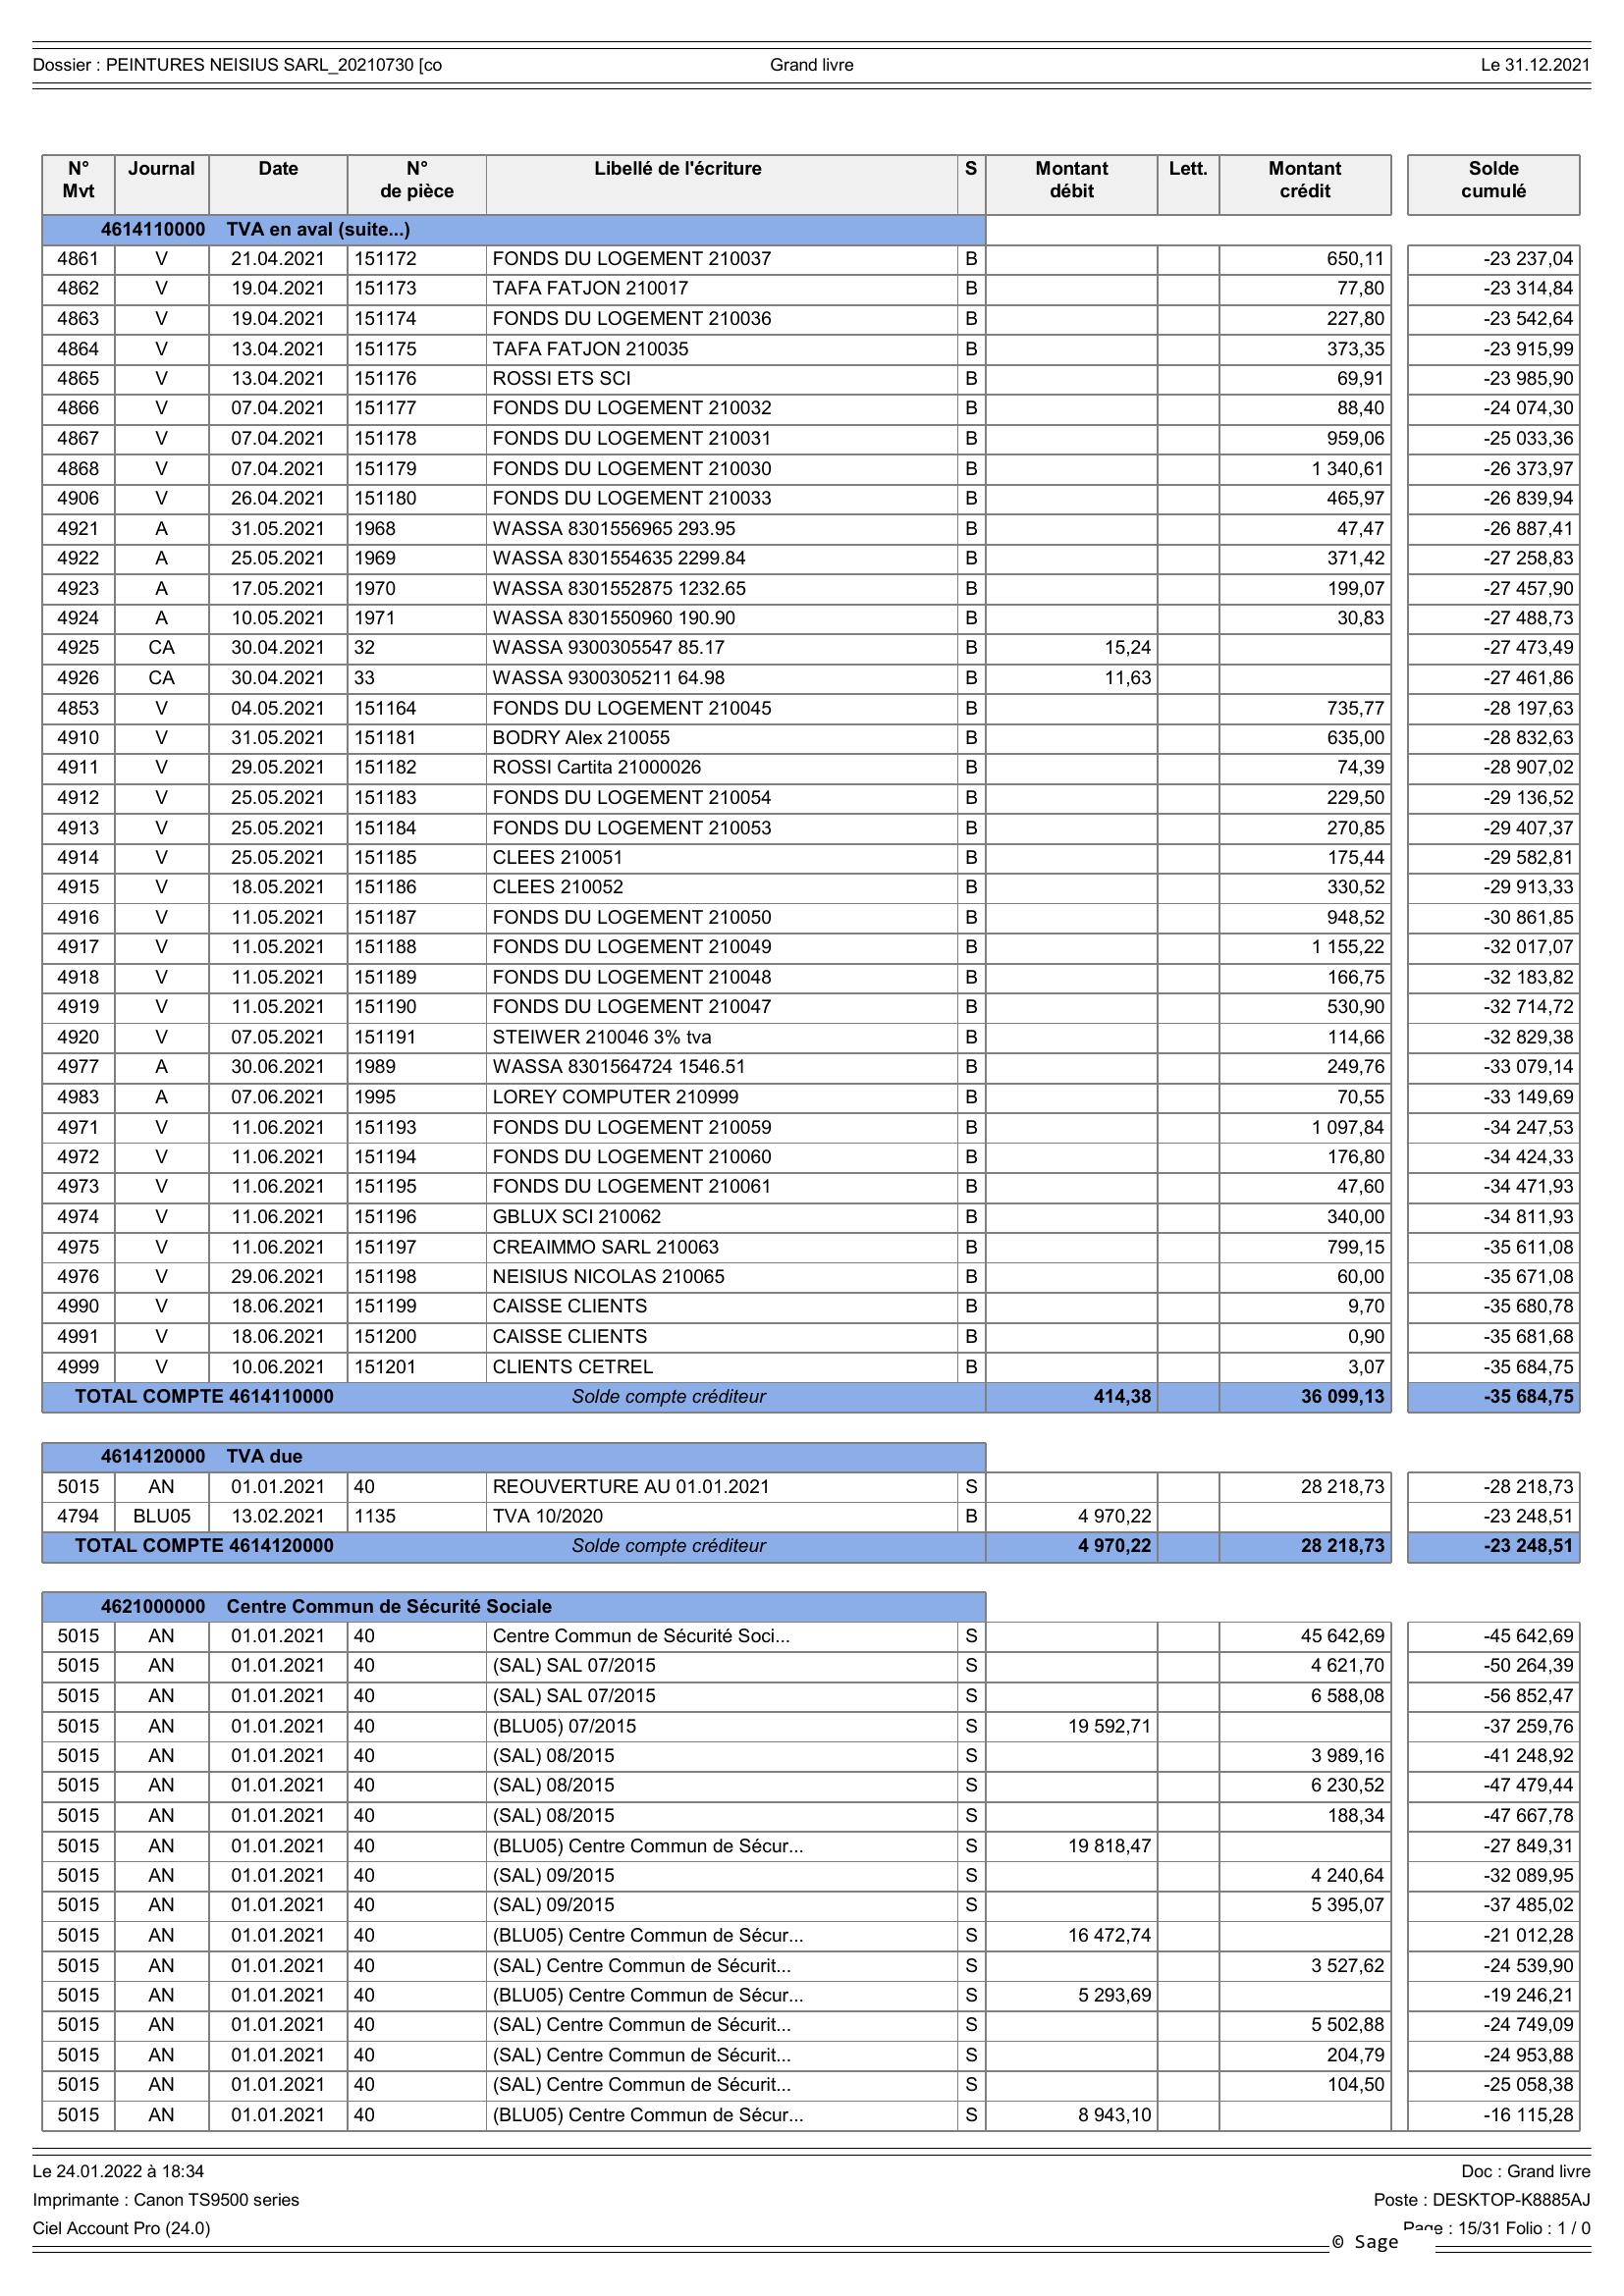 Dossier : PEINTURES NEISIUS SARL_20210730 [co Grand livre Le 31.12.2021
N° Mvt Journal Date N° de pièce Libellé de l'écriture S Montant débit Lett. Montant crédit Solde cumulé
4614110000 TVA en aval (suite...)
4861 V 21.04.2021 151172 FONDS DU LOGEMENT 210037 B 650,11 -23 237,04
4862 V 19.04.2021 151173 TAFA FATJON 210017 B 77,80 -23 314,84
4863 V 19.04.2021 151174 FONDS DU LOGEMENT 210036 B 227,80 -23 542,64
4864 V 13.04.2021 151175 TAFA FATJON 210035 B 373,35 -23 915,99
4865 V 13.04.2021 151176 ROSSI ETS SCI B 69,91 -23 985,90
4866 V 07.04.2021 151177 FONDS DU LOGEMENT 210032 B 88,40 -24 074,30
4867 V 07.04.2021 151178 FONDS DU LOGEMENT 210031 B 959,06 -25 033,36
4868 V 07.04.2021 151179 FONDS DU LOGEMENT 210030 B 1 340,61 -26 373,97
4906 V 26.04.2021 151180 FONDS DU LOGEMENT 210033 B 465,97 -26 839,94
4921 A 31.05.2021 1968 WASSA 8301556965 293.95 B 47,47 -26 887,41
4922 A 25.05.2021 1969 WASSA 8301554635 2299.84 B 371,42 -27 258,83
4923 A 17.05.2021 1970 WASSA 8301552875 1232.65 B 199,07 -27 457,90
4924 A 10.05.2021 1971 WASSA 8301550960 190.90 B 30,83 -27 488,73
4925 CA 30.04.2021 32 WASSA 9300305547 85.17 B 15,24 -27 473,49
4926 CA 30.04.2021 33 WASSA 9300305211 64.98 B 11,63 -27 461,86
4853 V 04.05.2021 151164 FONDS DU LOGEMENT 210045 B 735,77 -28 197,63
4910 V 31.05.2021 151181 BODRY Alex 210055 B 635,00 -28 832,63
4911 V 29.05.2021 151182 ROSSI Cartita 21000026 B 74,39 -28 907,02
4912 V 25.05.2021 151183 FONDS DU LOGEMENT 210054 B 229,50 -29 136,52
4913 V 25.05.2021 151184 FONDS DU LOGEMENT 210053 B 270,85 -29 407,37
4914 V 25.05.2021 151185 CLEES 210051 B 175,44 -29 582,81
4915 V 18.05.2021 151186 CLEES 210052 B 330,52 -29 913,33
4916 V 11.05.2021 151187 FONDS DU LOGEMENT 210050 B 948,52 -30 861,85
4917 V 11.05.2021 151188 FONDS DU LOGEMENT 210049 B 1 155,22 -32 017,07
4918 V 11.05.2021 151189 FONDS DU LOGEMENT 210048 B 166,75 -32 183,82
4919 V 11.05.2021 151190 FONDS DU LOGEMENT 210047 B 530,90 -32 714,72
4920 V 07.05.2021 151191 STEIWER 210046 3% tva B 114,66 -32 829,38
4977 A 30.06.2021 1989 WASSA 8301564724 1546.51 B 249,76 -33 079,14
4983 A 07.06.2021 1995 LOREY COMPUTER 210999 B 70,55 -33 149,69
4971 V 11.06.2021 151193 FONDS DU LOGEMENT 210059 B 1 097,84 -34 247,53
4972 V 11.06.2021 151194 FONDS DU LOGEMENT 210060 B 176,80 -34 424,33
4973 V 11.06.2021 151195 FONDS DU LOGEMENT 210061 B 47,60 -34 471,93
4974 V 11.06.2021 151196 GBLUX SCI 210062 B 340,00 -34 811,93
4975 V 11.06.2021 151197 CREAIMMO SARL 210063 B 799,15 -35 611,08
4976 V 29.06.2021 151198 NEISIUS NICOLAS 210065 B 60,00 -35 671,08
4990 V 18.06.2021 151199 CAISSE CLIENTS B 9,70 -35 680,78
4991 V 18.06.2021 151200 CAISSE CLIENTS B 0,90 -35 681,68
4999 V 10.06.2021 151201 CLIENTS CETREL B 3,07 -35 684,75
TOTAL COMPTE 4614110000 Solde compte créditeur 414,38 36 099,13 -35 684,75
4614120000 TVA due
5015 AN 01.01.2021 40 REOUVERTURE AU 01.01.2021 S 28 218,73 -28 218,73
4794 BLU05 13.02.2021 1135 TVA 10/2020 B 4 970,22 -23 248,51
TOTAL COMPTE 4614120000 Solde compte créditeur 4 970,22 28 218,73 -23 248,51
4621000000 Centre Commun de Sécurité Sociale
5015 AN 01.01.2021 40 Centre Commun de Sécurité Soci... S 45 642,69 -45 642,69
5015 AN 01.01.2021 40 (SAL) SAL 07/2015 S 4 621,70 -50 264,39
5015 AN 01.01.2021 40 (SAL) SAL 07/2015 S 6 588,08 -56 852,47
5015 AN 01.01.2021 40 (BLU05) 07/2015 S 19 592,71 -37 259,76
5015 AN 01.01.2021 40 (SAL) 08/2015 S 3 989,16 -41 248,92
5015 AN 01.01.2021 40 (SAL) 08/2015 S 6 230,52 -47 479,44
5015 AN 01.01.2021 40 (SAL) 08/2015 S 188,34 -47 667,78
5015 AN 01.01.2021 40 (BLU05) Centre Commun de Sécur... S 19 818,47 -27 849,31
5015 AN 01.01.2021 40 (SAL) 09/2015 S 4 240,64 -32 089,95
5015 AN 01.01.2021 40 (SAL) 09/2015 S 5 395,07 -37 485,02
5015 AN 01.01.2021 40 (BLU05) Centre Commun de Sécur... S 16 472,74 -21 012,28
5015 AN 01.01.2021 40 (SAL) Centre Commun de Sécurit... S 3 527,62 -24 539,90
5015 AN 01.01.2021 40 (BLU05) Centre Commun de Sécur... S 5 293,69 -19 246,21
5015 AN 01.01.2021 40 (SAL) Centre Commun de Sécurit... S 5 502,88 -24 749,09
5015 AN 01.01.2021 40 (SAL) Centre Commun de Sécurit... S 204,79 -24 953,88
5015 AN 01.01.2021 40 (SAL) Centre Commun de Sécurit... S 104,50 -25 058,38
5015 AN 01.01.2021 40 (BLU05) Centre Commun de Sécur... S 8 943,10 -16 115,28
Le 24.01.2022 à 18:34 Doc : Grand livre
Imprimante : Canon TS9500 series Poste : DESKTOP-K8885AJ
Ciel Account Pro (24.0) Page : 15/31 Folio : 1 / 0
© Sage